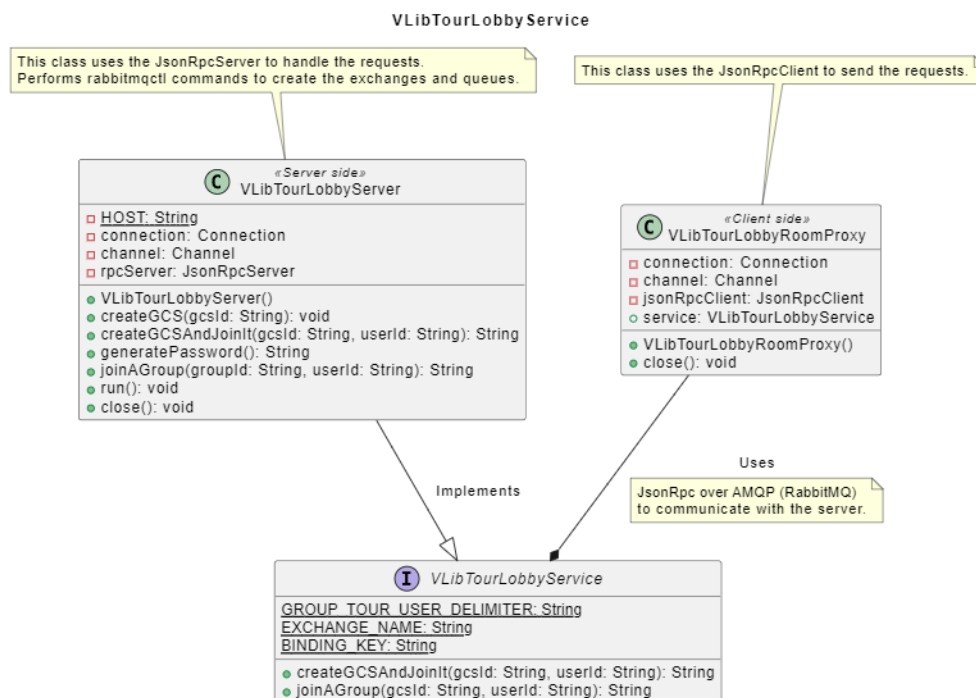 VLibTourLobbyService
This class uses the JsonRpcServer to handle the requests.
Performs rabbitmqctl commands to create the exchanges and queues.
This class uses the JsonRpcClient to send the requests.
C
«Server side»
VLibTourLobbyServer
HOST: String
connection: Connection
channel: Channel
rpcServer: JsonRpcServer
VLibTourLobbyServer()
createGCS(gcsId: String): void
createGCSAndJoinIt(gcsId: String, userId: String): String
generatePassword(): String
joinAGroup(groupId: String, userId: String): String
run(): void
close(): void
C
«Client side»
VLibTourLobbyRoomProxy
connection: Connection
channel: Channel
jsonRpcClient: JsonRpcClient
service: VLibTourLobbyService
VLibTourLobbyRoomProxy()
close(): void
Implements
Uses
JsonRpc over AMQP (RabbitMQ)
to communicate with the server.
I
VLibTourLobbyService
GROUP_TOUR_USER_DELIMITER: String
EXCHANGE_NAME: String
BINDING_KEY: String
createGCSAndJoinIt(gcsId: String, userId: String): String
joinAGroup(gcsId: String, userId: String): String